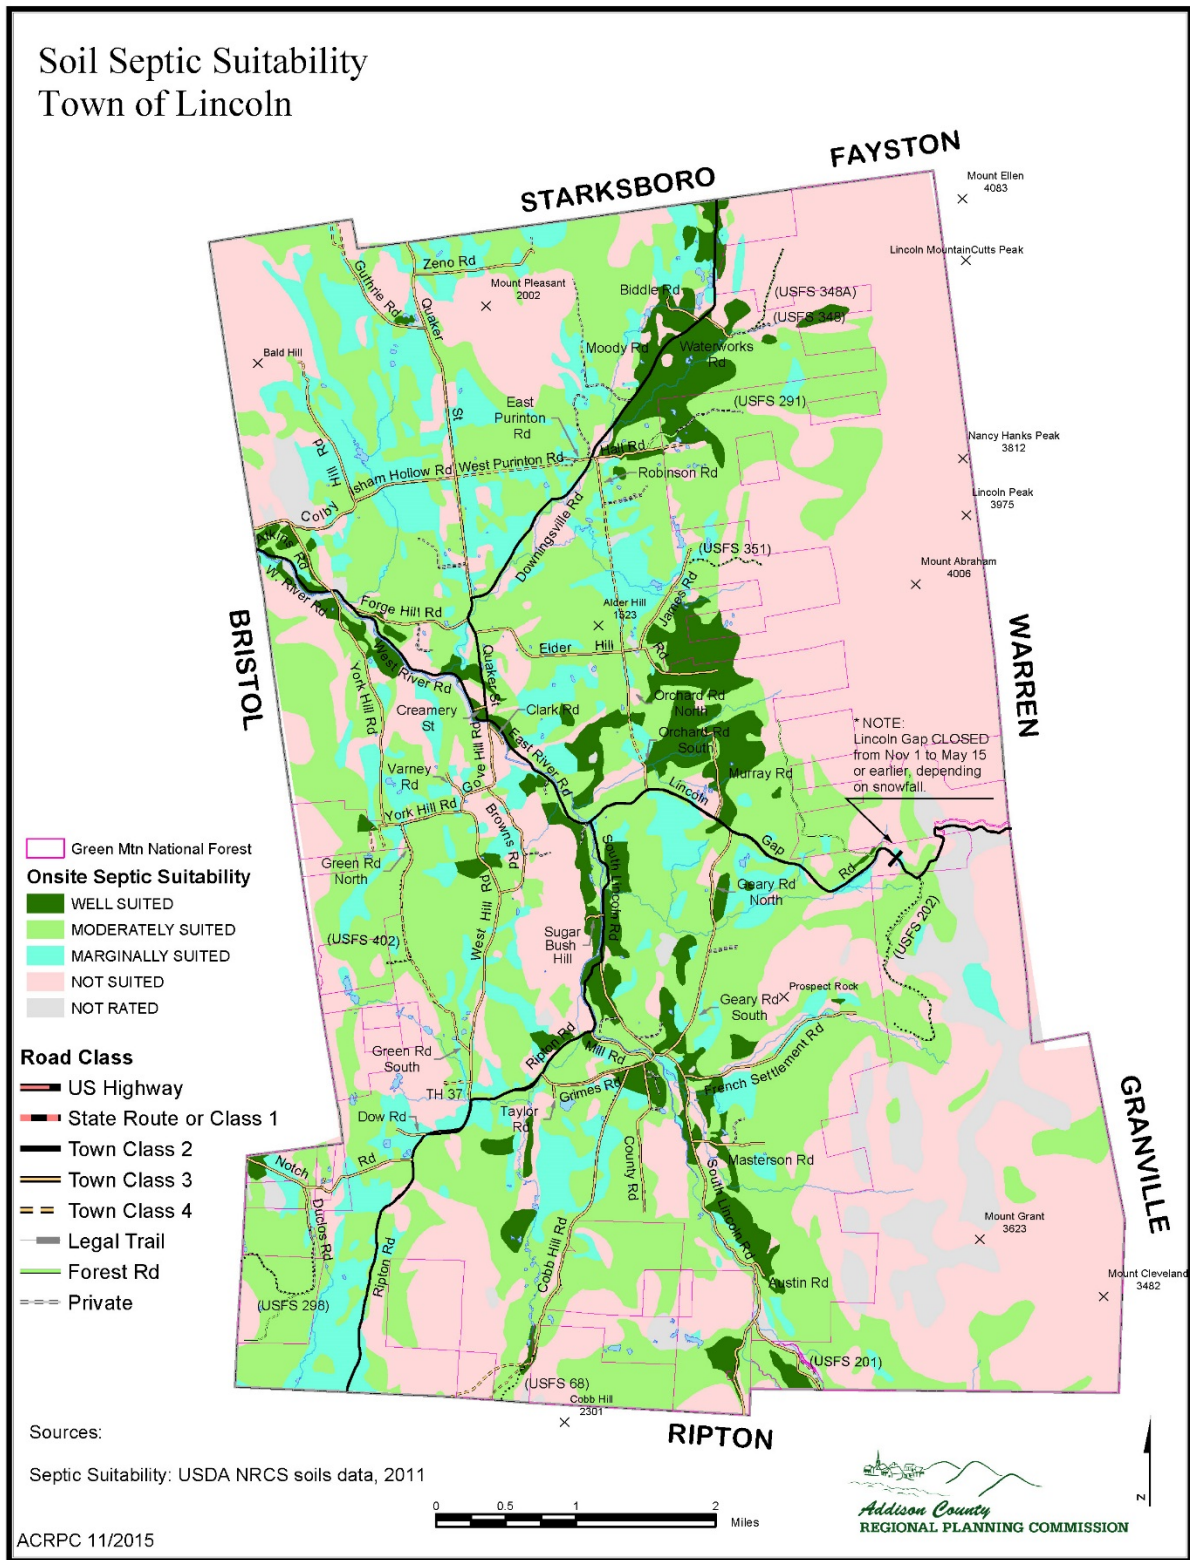 Soil Septic Suitability
Town of Lincoln
FAYSTON
STARKSBORO
Mount Ellen
4083
Lincoln MountainCutts Peak
Zeno Rd
Guthrie Rd
Quaker
St
Mount Pleasant
2002
Biddle Rd
(USFS 348A)
(USFS 348)
Moody Rd
Waterworks
Rd
Bald Hill
East
Purinton
Rd
(USFS 291)
Hall Rd
Nancy Hanks Peak
3812
Hill Rd
Isham Hollow Rd
West Purinton Rd
Robinson Rd
Lincoln Peak
3975
Colby
Downingsville Rd
Atkins Rd
(USFS 351)
Mount Abraham
4006
W. River Rd
Forge Hill Rd
Alder Hill
1523
James Rd
BRISTOL
WARREN
Elder Hill Rd
Quaker St
West River Rd
York Hill Rd
Creamery
St
Clark Rd
Orchard Rd
North
East River Rd
Orchard Rd
South
* NOTE:
Lincoln Gap CLOSED
from Nov 1 to May 15
or earlier, depending
on snowfall.
Gove Hill Rd
Varney
Rd
Murray Rd
Lincoln Gap Rd
York Hill Rd
Browns Rd
Green Rd
North
South Lincoln Rd
Geary Rd
North
West Hill Rd
(USFS 402)
Sugar
Bush
Hill
(USFS 202)
Geary Rd
South
Prospect Rock
Green Rd
South
Ripton Rd
Mill Rd
French Settlement Rd
TH 37
Grimes Rd
Dow Rd
Taylor
Rd
GRANVILLE
Notch Rd
County Rd
Masterson Rd
South Lincoln Rd
Duclos Rd
Mount Grant
3623
Ripton Rd
Cobb Hill Rd
Mount Cleveland
3482
Austin Rd
(USFS 298)
(USFS 201)
(USFS 68)
Cobb Hill
2301
RIPTON
Green Mtn National Forest
Onsite Septic Suitability
WELL SUITED
MODERATELY SUITED
MARGINALLY SUITED
NOT SUITED
NOT RATED
Road Class
US Highway
State Route or Class 1
Town Class 2
Town Class 3
Town Class 4
Legal Trail
Forest Rd
Private
Sources:
Septic Suitability: USDA NRCS soils data, 2011
0 0.5 1 2
Miles
Addison County
REGIONAL PLANNING COMMISSION
N
ACRPC 11/2015